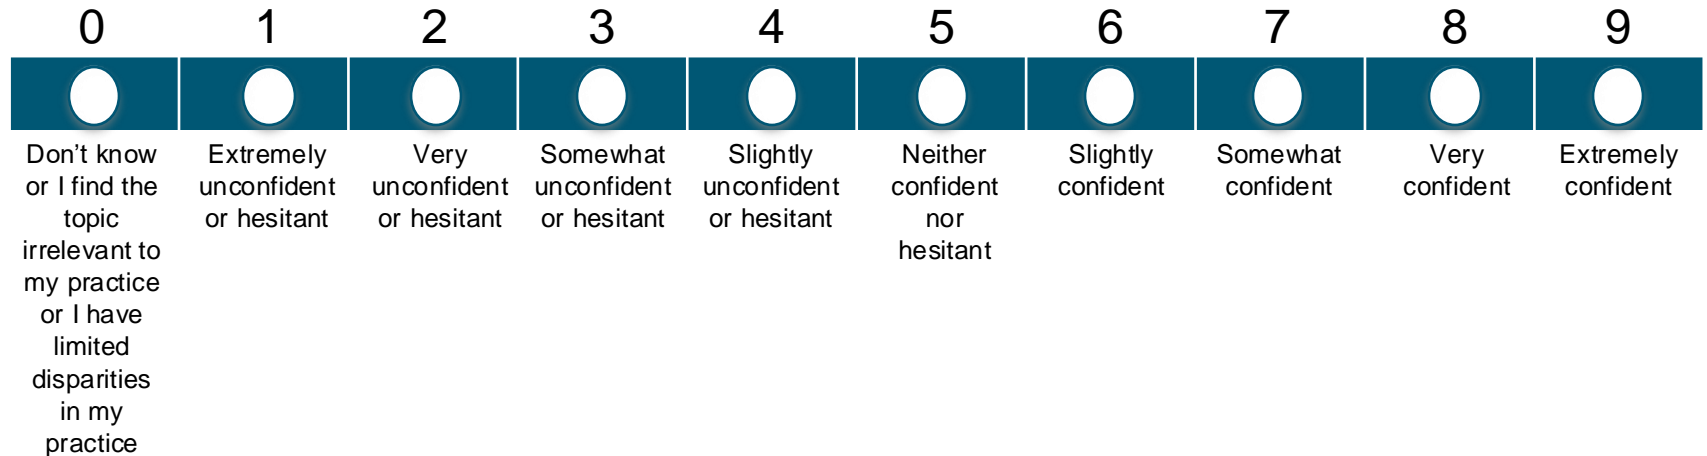 0 1 2 3 4 5 6 7 8 9
Don't know
or I find the
topic
irrelevant to
my practice
or I have
limited
disparities
in my
practice
Extremely
unconfident
or hesitant
Very
unconfident
or hesitant
Somewhat
unconfident
or hesitant
Slightly
unconfident
or hesitant
Neither
confident
nor
hesitant
Slightly
confident
Somewhat
confident
Very
confident
Extremely
confident